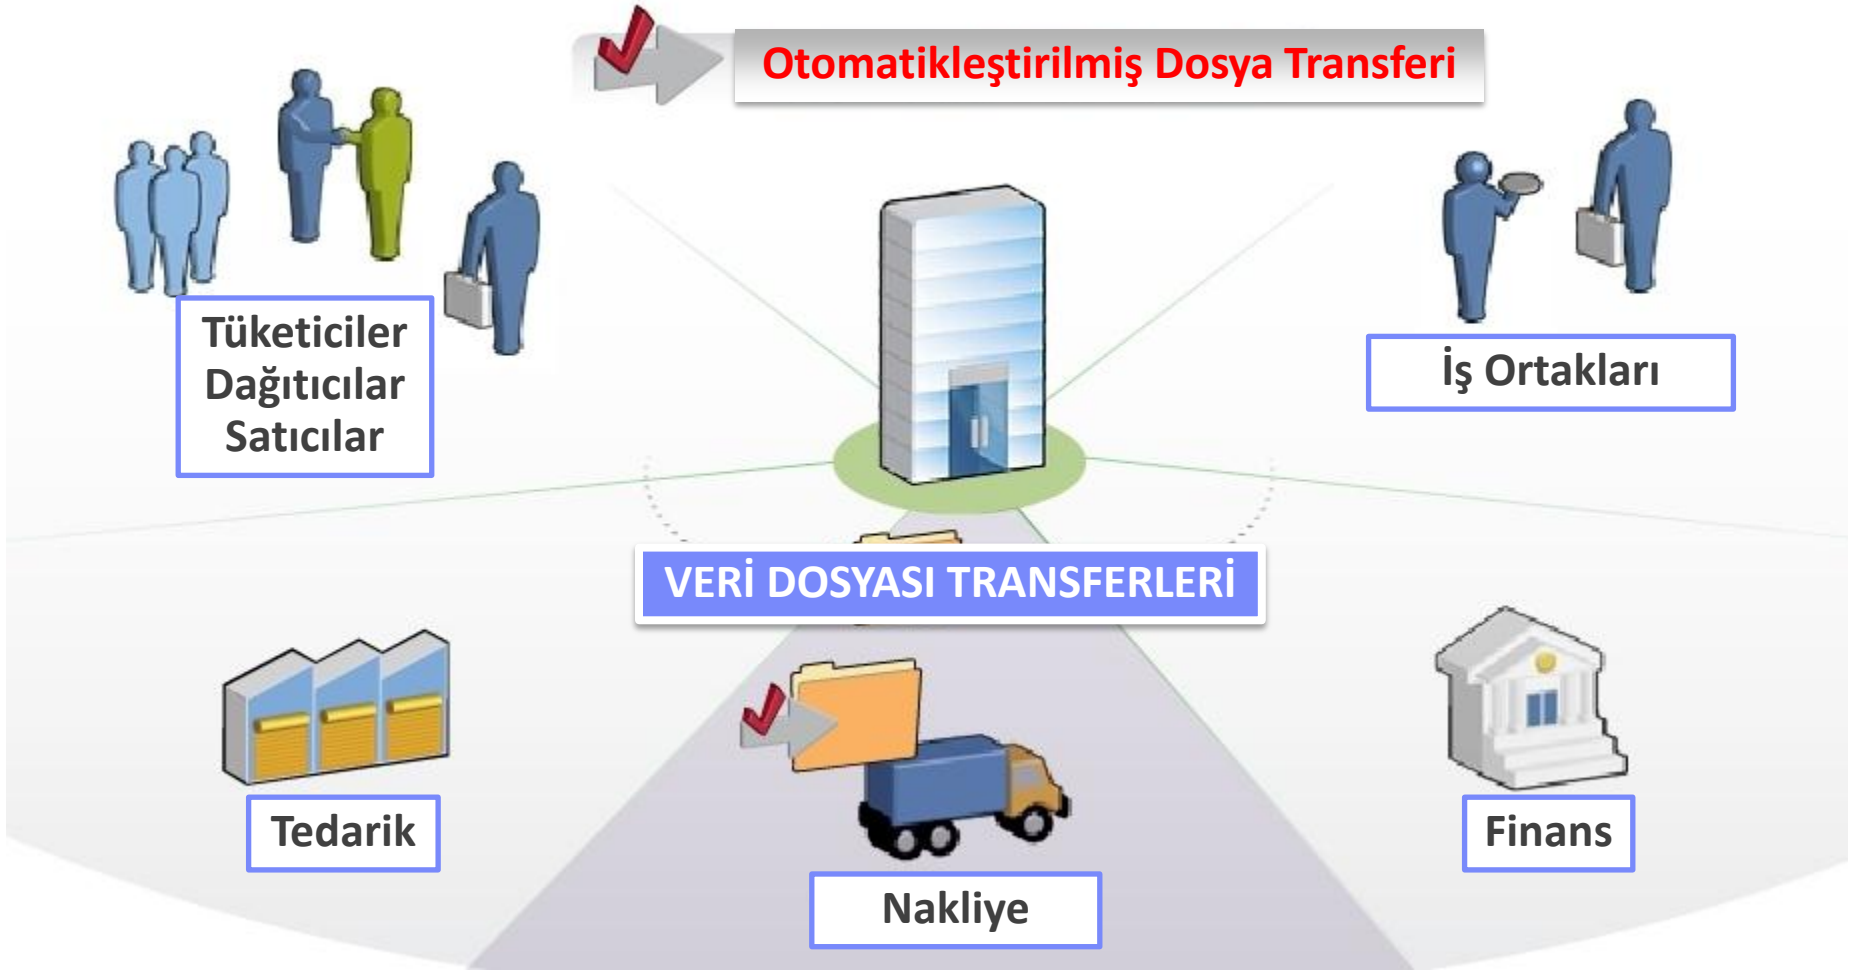 Otomatikleştirilmiş Dosya Transferi
Tüketiciler
Dağıtıcılar
Satıcılar
İş Ortakları
VERİ DOSYASI TRANSFERLERİ
Tedarik
Nakliye
Finans